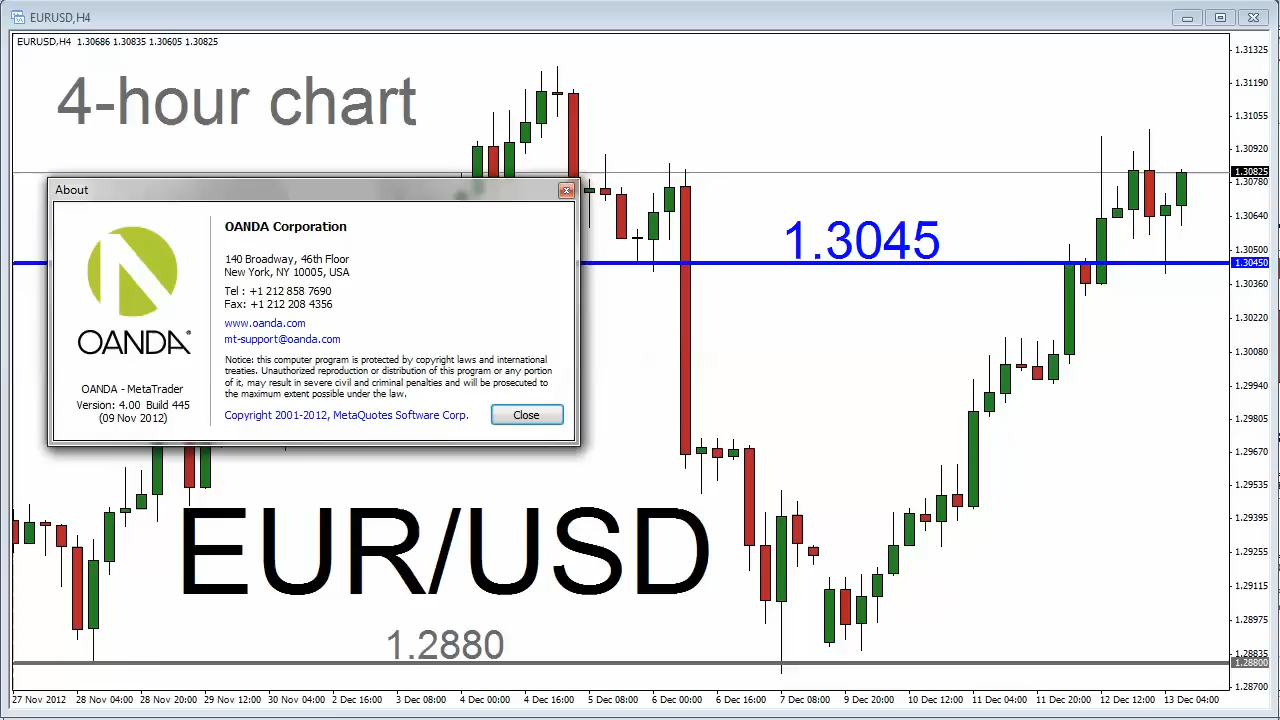 EURUSD,H4
EURUSD,H4 1.30686 1.30835 1.30605 1.30825
4-hour chart
1.31325
1.31190
1.31055
1.30920
1.30825
1.30780
1.30640
1.30500
1.30450
1.30360
1.30220
1.30080
1.29940
1.29805
1.29670
1.29535
1.29395
1.29255
1.29115
1.28975
1.28835
1.28800
1.28700
1.3045
About
OANDA
OANDA - MetaTrader
Version: 4.00 Build 445
(09 Nov 2012)
OANDA Corporation
140 Broadway, 46th Floor
New York, NY 10005, USA
Tel : +1 212 858 7690
Fax: +1 212 208 4356
www.oanda.com
mt-support@oanda.com
Notice: this computer program is protected by copyright laws and international
treaties. Unauthorized reproduction or distribution of this program or any portion
of it, may result in severe civil and criminal penalties and will be prosecuted to
the maximum extent possible under the law.
Copyright 2001-2012, MetaQuotes Software Corp.
Close
EUR/USD
1.2880
27 Nov 2012 28 Nov 04:00 28 Nov 20:00 29 Nov 12:00 30 Nov 04:00 2 Dec 16:00 3 Dec 08:00 4 Dec 00:00 4 Dec 16:00 5 Dec 08:00 6 Dec 00:00 6 Dec 16:00 7 Dec 08:00 9 Dec 20:00 10 Dec 12:00 11 Dec 04:00 11 Dec 20:00 12 Dec 12:00 13 Dec 04:00